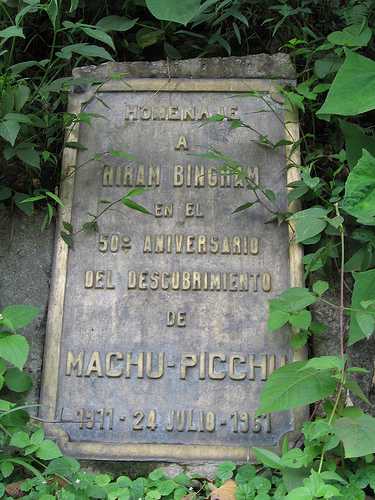 HOMENAJE
A
HIRAM BINGHAM
EN EL
50º ANIVERSARIO
DEL DESCUBRIMIENTO
DE
MACHU-PICCHU
1911 - 24 JULIO - 1961